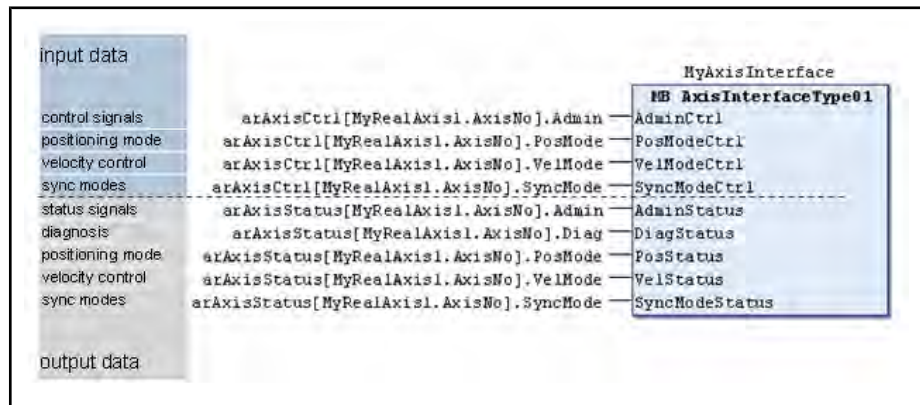 input data
MyAxisInterface
MB AxisInterfaceType01
control signals arAxisCtrl[MyRealAxis1.AxisNo].Admin AdminCtrl
positioning mode arAxisCtrl[MyRealAxis1.AxisNo].PosMode PosModeCtrl
velocity control arAxisCtrl[MyRealAxis1.AxisNo].VelMode VelModeCtrl
sync modes arAxisCtrl[MyRealAxis1.AxisNo].SyncMode SyncModeCtrl
status signals arAxisStatus[MyRealAxis1.AxisNo].Admin AdminStatus
diagnosis arAxisStatus[MyRealAxis1.AxisNo].Diag DiagStatus
positioning mode arAxisStatus[MyRealAxis1.AxisNo].PosMode PosStatus
velocity control arAxisStatus[MyRealAxis1.AxisNo].VelMode VelStatus
sync modes arAxisStatus[MyRealAxis1.AxisNo].SyncMode SyncModeStatus
output data